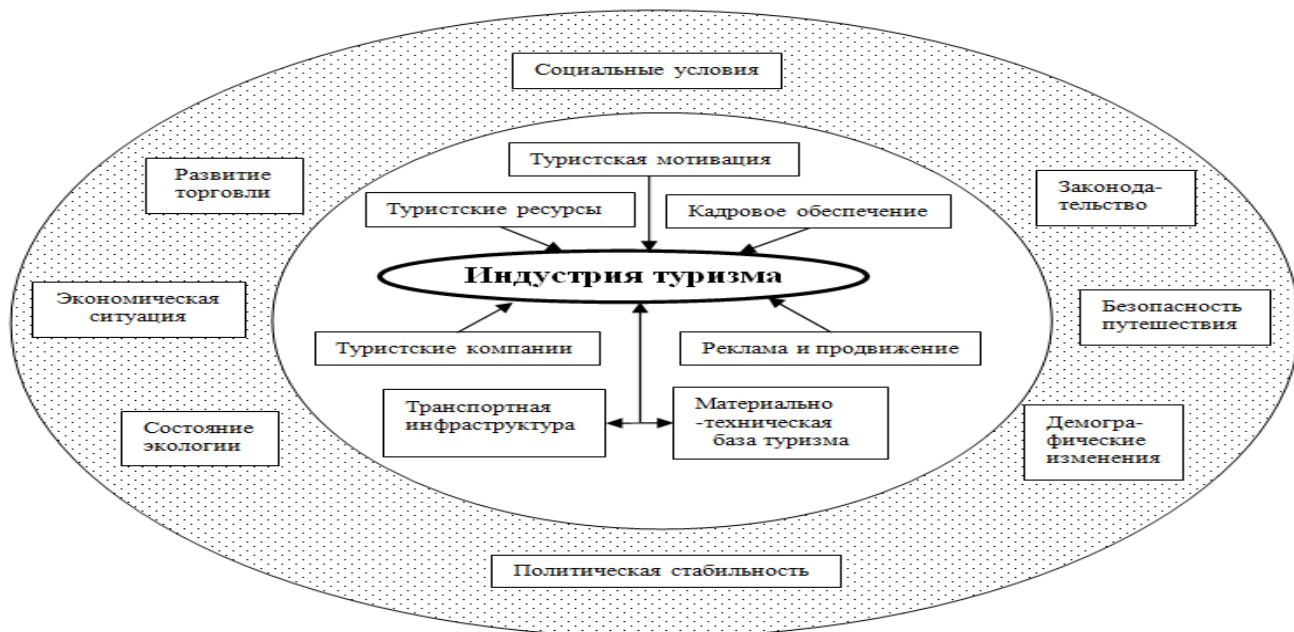 Социальные условия
Туристская мотивация
Развитие
торговли
Законода-
тельство
Туристские ресурсы
Кадровое обеспечение
Индустрия туризма
Экономическая
ситуация
Безопасность
путешествия
Туристские компании
Реклама и продвижение
Транспортная
инфраструктура
Материально
-техническая
база туризма
Состояние
экологии
Демогра-
фические
изменения
Политическая стабильность